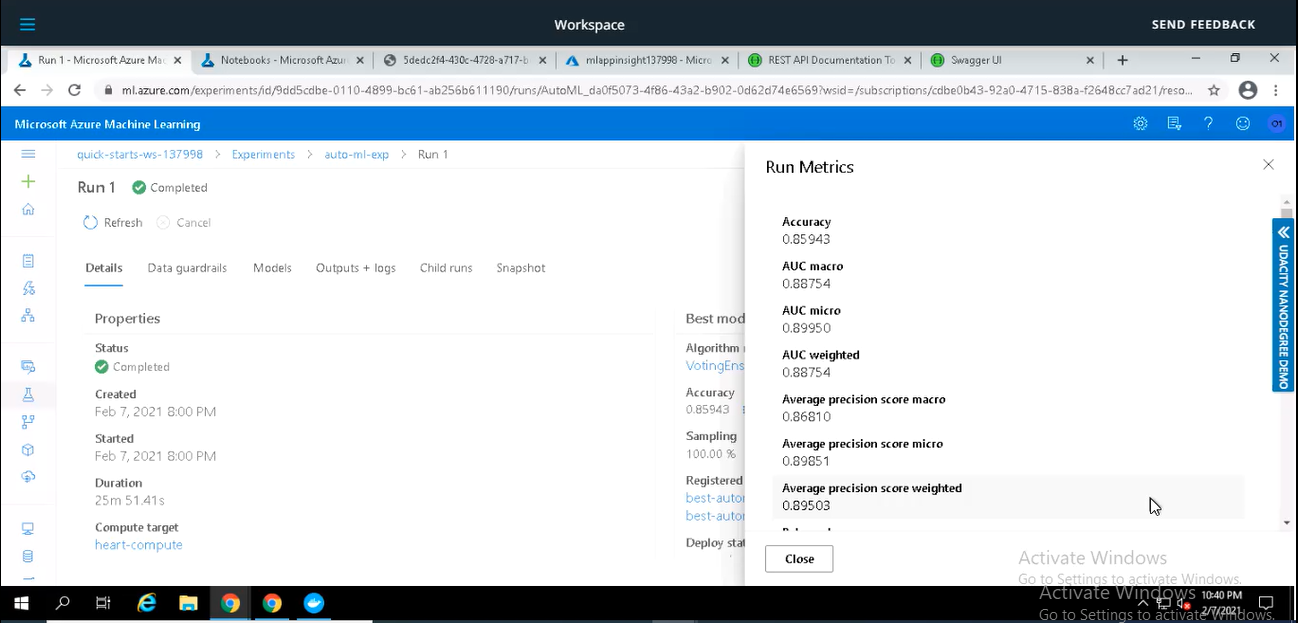 Workspace
SEND FEEDBACK
Run 1 - Microsoft Azure Mac
Notebooks - Microsoft Azur
5dedc2f4-430c-4728-a717-b
mlappinsight137998 - Micro
REST API Documentation To
Swagger UI
ml.azure.com/experiments/id/9dd5cdbe-0110-4899-bc61-ab256b611190/runs/AutoML_da0f5073-4f86-43a2-b902-0d62d74e6569?wsid=/subscriptions/cdbe0b43-92a0-4715-838a-f2648cc7ad21/reso...
Microsoft Azure Machine Learning
01
quick-starts-ws-137998 > Experiments > auto-ml-exp > Run 1
Run 1 Completed
Refresh Cancel
Details Data guardrails Models Outputs + logs Child runs Snapshot
Properties
Status
Completed
Created
Feb 7, 2021 8:00 PM
Started
Feb 7, 2021 8:00 PM
Duration
25m 51.41s
Compute target
heart-compute
Best mod
Algorithm
VotingEns
Accuracy
0.85943
Sampling
100.00 %
Registered
best-autor
best-autor
Deploy stat
Run Metrics
Accuracy
0.85943
AUC macro
0.88754
AUC micro
0.89950
AUC weighted
0.88754
Average precision score macro
0.86810
Average precision score micro
0.89851
Average precision score weighted
0.89503
Close
UDACITY NANODEGREE DEMO
Activate Windows
Go to Settings to activate Windows.
Activate Windows
Go to Settings to activate Windows.
10:40 PM
2/7/2021